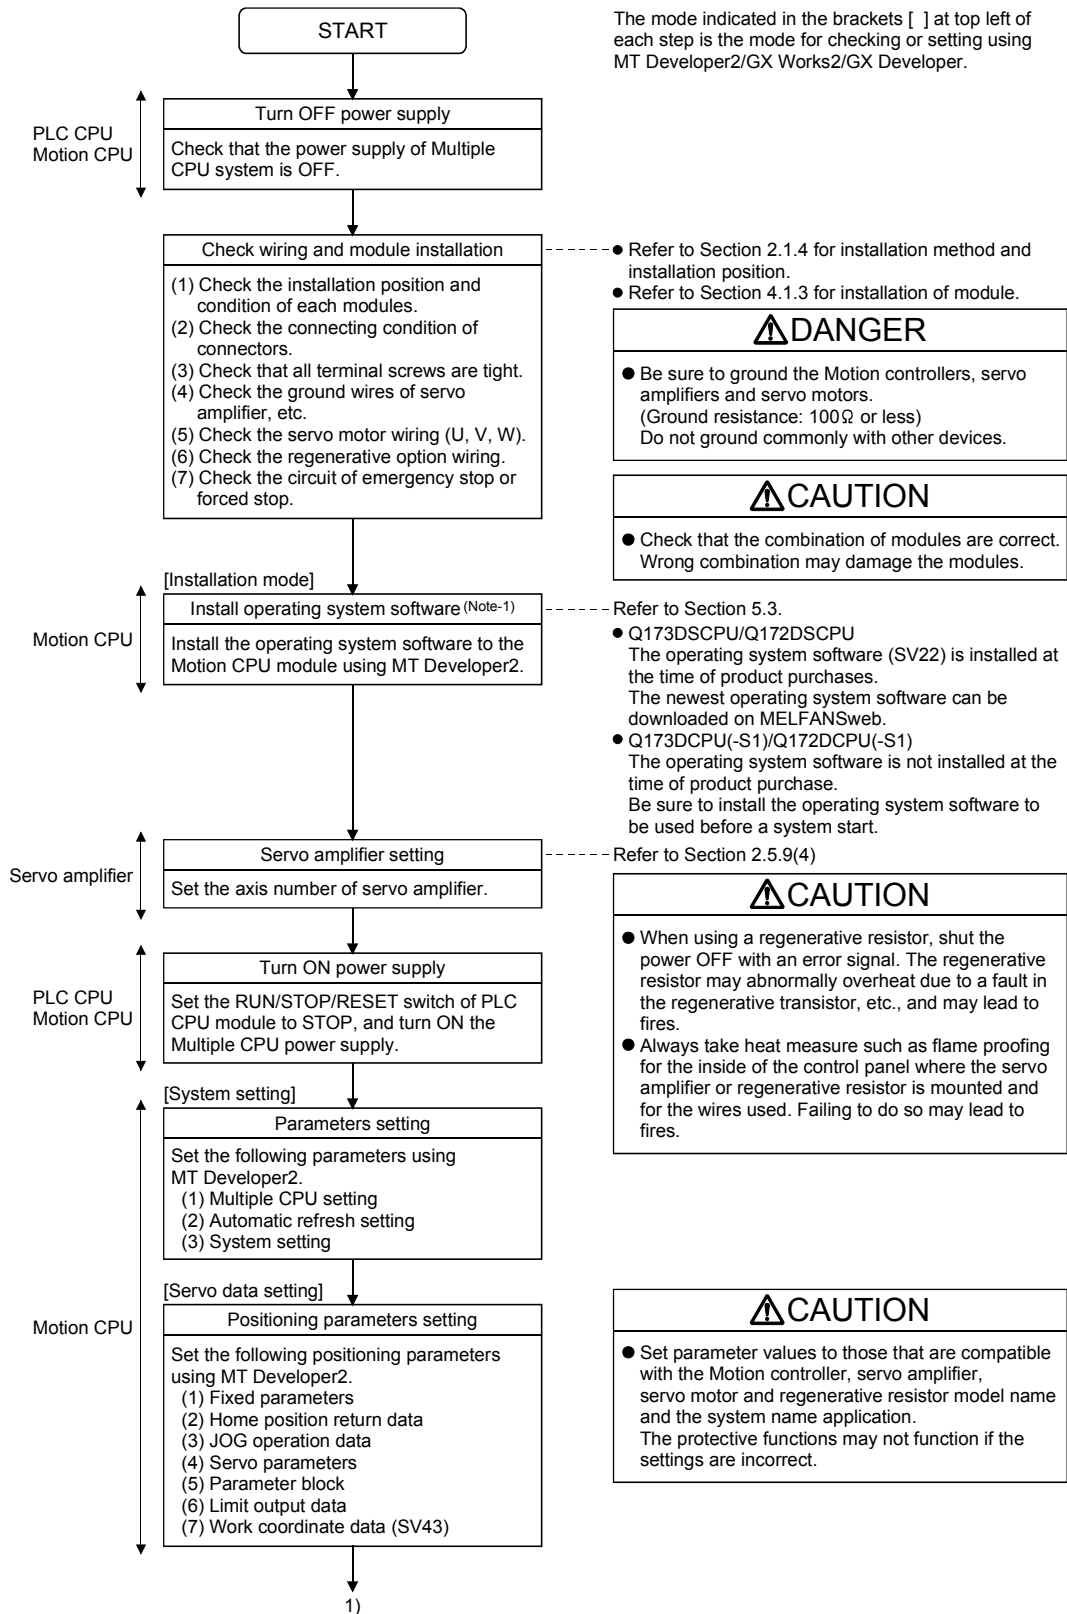 START
The mode indicated in the brackets [ ] at top left of
each step is the mode for checking or setting using
MT Developer2/GX Works2/GX Developer.
PLC CPU
Motion CPU
Turn OFF power supply
Check that the power supply of Multiple
CPU system is OFF.
Check wiring and module installation
(1) Check the installation position and
condition of each modules.
(2) Check the connecting condition of
connectors.
(3) Check that all terminal screws are tight.
(4) Check the ground wires of servo
amplifier, etc.
(5) Check the servo motor wiring (U, V, W).
(6) Check the regenerative option wiring.
(7) Check the circuit of emergency stop or
forced stop.
● Refer to Section 2.1.4 for installation method and
installation position.
● Refer to Section 4.1.3 for installation of module.
⚠DANGER
● Be sure to ground the Motion controllers, servo
amplifiers and servo motors.
(Ground resistance: 100Ω or less)
Do not ground commonly with other devices.
⚠CAUTION
● Check that the combination of modules are correct.
Wrong combination may damage the modules.
[Installation mode]
Motion CPU
Install operating system software (Note-1)
Install the operating system software to the
Motion CPU module using MT Developer2.
Refer to Section 5.3.
● Q173DSCPU/Q172DSCPU
The operating system software (SV22) is installed at
the time of product purchases.
The newest operating system software can be
downloaded on MELFANSweb.
● Q173DCPU(-S1)/Q172DCPU(-S1)
The operating system software is not installed at the
time of product purchase.
Be sure to install the operating system software to
be used before a system start.
Servo amplifier
Servo amplifier setting
Set the axis number of servo amplifier.
Refer to Section 2.5.9(4)
⚠CAUTION
● When using a regenerative resistor, shut the
power OFF with an error signal. The regenerative
resistor may abnormally overheat due to a fault in
the regenerative transistor, etc., and may lead to
fires.
● Always take heat measure such as flame proofing
for the inside of the control panel where the servo
amplifier or regenerative resistor is mounted and
for the wires used. Failing to do so may lead to
fires.
PLC CPU
Motion CPU
Turn ON power supply
Set the RUN/STOP/RESET switch of PLC
CPU module to STOP, and turn ON the
Multiple CPU power supply.
[System setting]
Parameters setting
Set the following parameters using
MT Developer2.
(1) Multiple CPU setting
(2) Automatic refresh setting
(3) System setting
[Servo data setting]
Motion CPU
Positioning parameters setting
Set the following positioning parameters
using MT Developer2.
(1) Fixed parameters
(2) Home position return data
(3) JOG operation data
(4) Servo parameters
(5) Parameter block
(6) Limit output data
(7) Work coordinate data (SV43)
⚠CAUTION
● Set parameter values to those that are compatible
with the Motion controller, servo amplifier,
servo motor and regenerative resistor model name
and the system name application.
The protective functions may not function if the
settings are incorrect.
1)